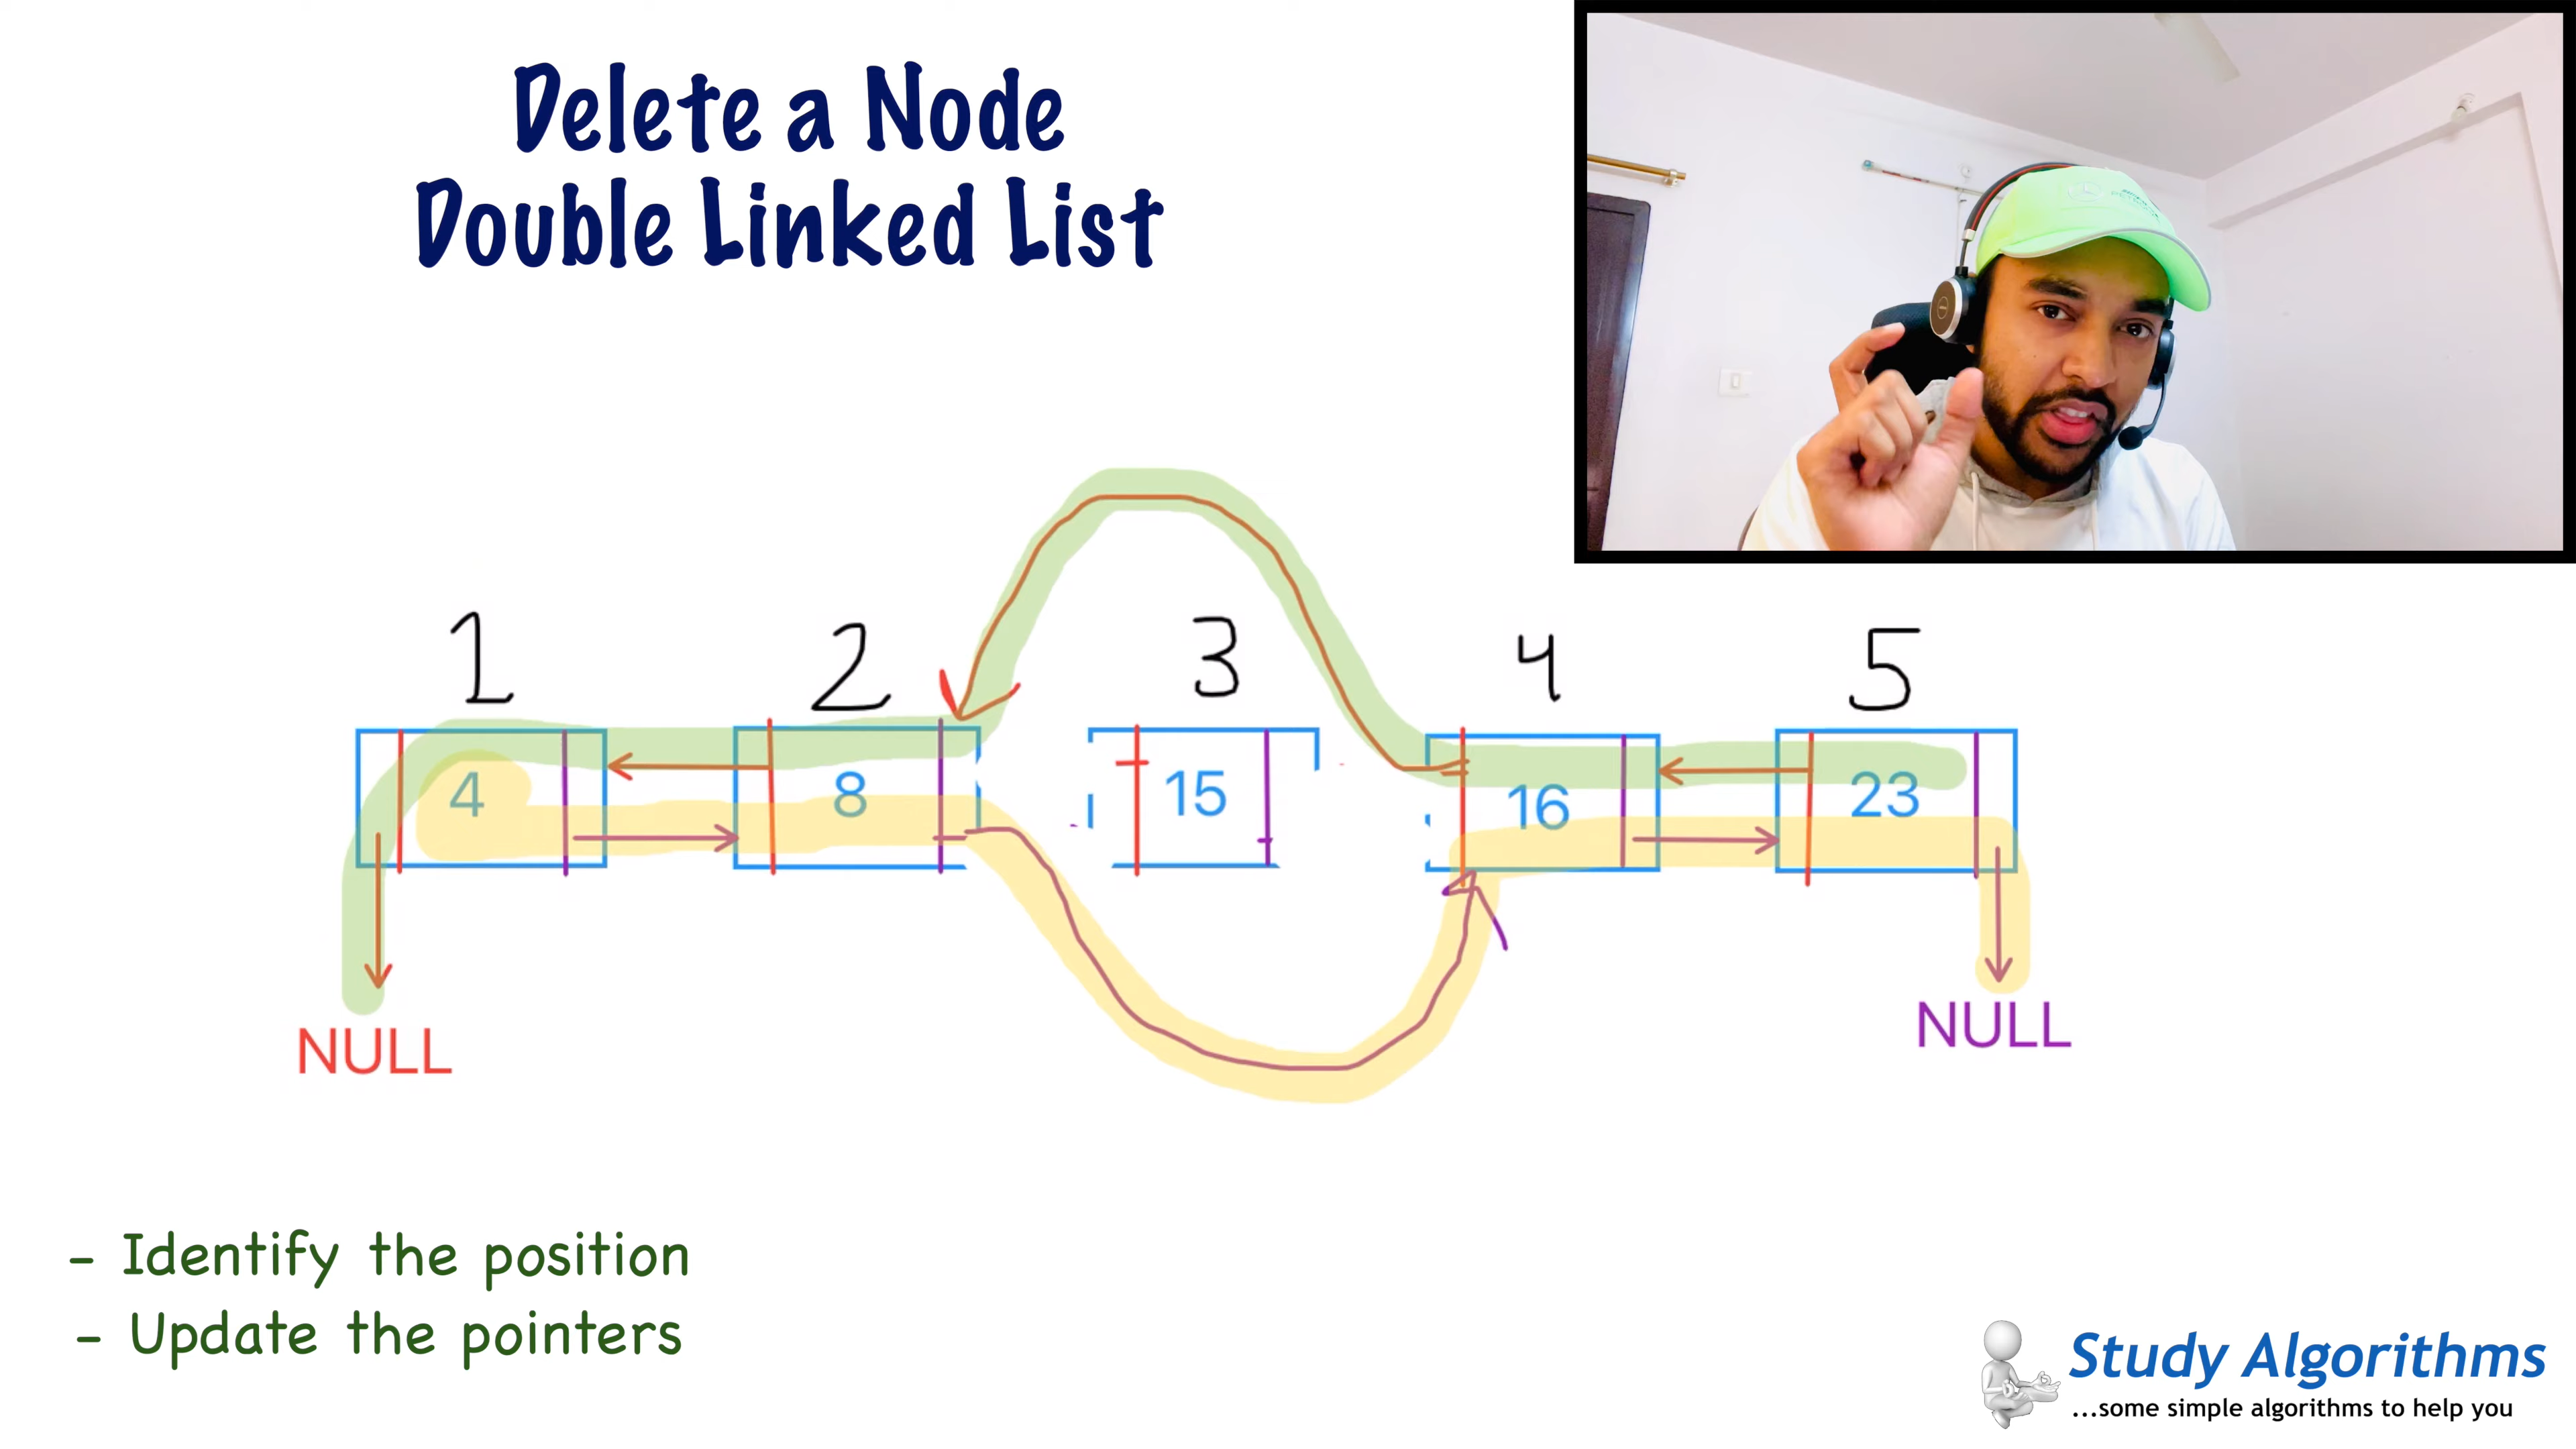 Delete a Node
Double Linked List
1 2 3 4 5
4 8 15 16 23
NULL NULL
- Identify the position
- Update the pointers
Study Algorithms
...some simple algorithms to help you